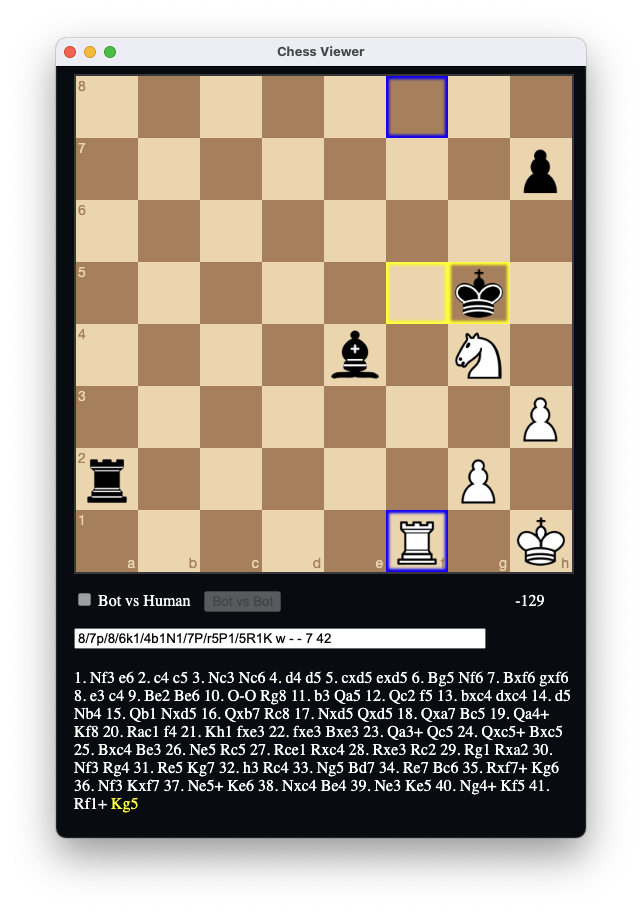 Chess Viewer
8
7
6
5
4
3
2
1
a b c d e f g h
Bot vs Human Bot vs Bot -129
8/7p/8/6k1/4b1N1/7P/r5P1/5R1K w - - 7 42
1. Nf3 e6 2. c4 c5 3. Nc3 Nc6 4. d4 d5 5. cxd5 exd5 6. Bg5 Nf6 7. Bxf6 gxf6
8. e3 c4 9. Be2 Be6 10. O-O Rg8 11. b3 Qa5 12. Qc2 f5 13. bxc4 dxc4 14. d5
Nb4 15. Qb1 Nxd5 16. Qxb7 Rc8 17. Nxd5 Qxd5 18. Qxa7 Bc5 19. Qa4+
Kf8 20. Rac1 f4 21. Kh1 fxe3 22. fxe3 Bxe3 23. Qa3+ Qc5 24. Qxc5+ Bxc5
25. Bxc4 Be3 26. Ne5 Rc5 27. Rce1 Rxc4 28. Rxe3 Rc2 29. Rg1 Rxa2 30.
Nf3 Rg4 31. Re5 Kg7 32. h3 Rc4 33. Ng5 Bd7 34. Re7 Bc6 35. Rxf7+ Kg6
36. Nf3 Kxf7 37. Ne5+ Ke6 38. Nxc4 Be4 39. Ne3 Ke5 40. Ng4+ Kf5 41.
Rf1+ Kg5